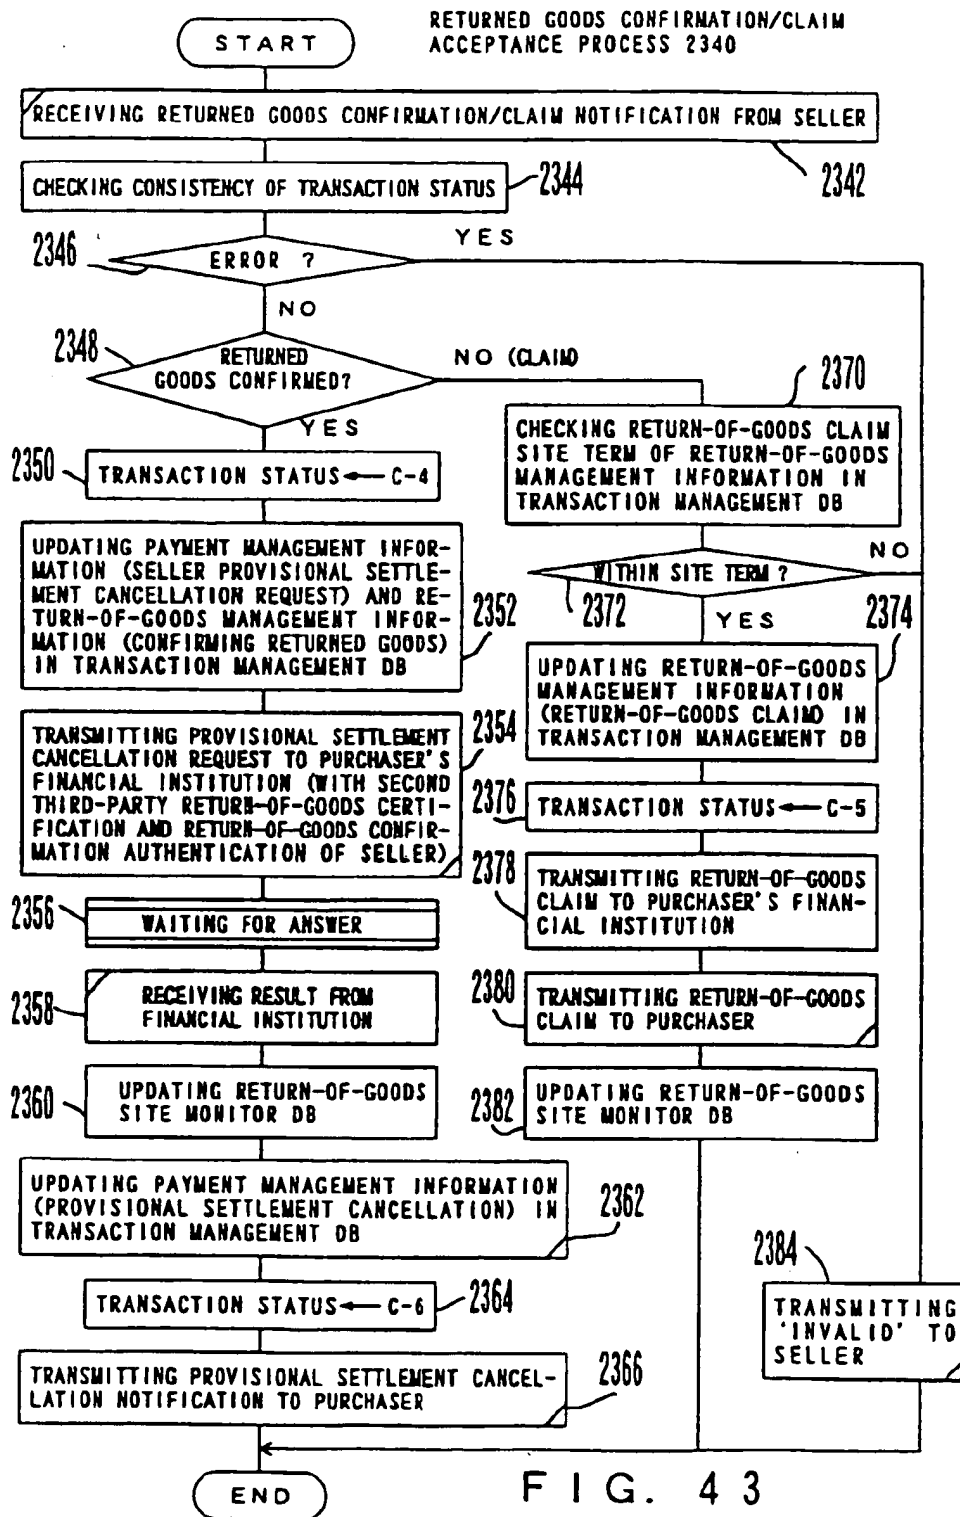 RETURNED GOODS CONFIRMATION/CLAIM
ACCEPTANCE PROCESS 2340
START
RECEIVING RETURNED GOODS CONFIRMATION/CLAIM NOTIFICATION FROM SELLER
2342
CHECKING CONSISTENCY OF TRANSACTION STATUS
2344
2346
ERROR ?
YES
NO
2348
RETURNED
GOODS CONFIRMED?
NO (CLAIM)
YES
2350
TRANSACTION STATUS ← C-4
UPDATING PAYMENT MANAGEMENT INFOR-
MATION (SELLER PROVISIONAL SETTLE-
MENT CANCELLATION REQUEST) AND RE-
TURN-OF-GOODS MANAGEMENT INFOR-
MATION (CONFIRMING RETURNED GOODS)
IN TRANSACTION MANAGEMENT DB
2352
TRANSMITTING PROVISIONAL SETTLEMENT
CANCELLATION REQUEST TO PURCHASER'S
FINANCIAL INSTITUTION (WITH SECOND
THIRD-PARTY RETURN-OF-GOODS CERTI-
FICATION AND RETURN-OF-GOODS CONFIR-
MATION AUTHENTICATION OF SELLER)
2354
2356
WAITING FOR ANSWER
2358
RECEIVING RESULT FROM
FINANCIAL INSTITUTION
2360
UPDATING RETURN-OF-GOODS
SITE MONITOR DB
UPDATING PAYMENT MANAGEMENT INFORMATION
(PROVISIONAL SETTLEMENT CANCELLATION) IN
TRANSACTION MANAGEMENT DB
2362
TRANSACTION STATUS ← C-6
2364
TRANSMITTING PROVISIONAL SETTLEMENT CANCEL-
LATION NOTIFICATION TO PURCHASER
2366
END
2370
CHECKING RETURN-OF-GOODS CLAIM
SITE TERM OF RETURN-OF-GOODS
MANAGEMENT INFORMATION IN
TRANSACTION MANAGEMENT DB
WITHIN SITE TERM ?
NO
2372
YES
2374
UPDATING RETURN-OF-GOODS
MANAGEMENT INFORMATION
(RETURN-OF-GOODS CLAIM) IN
TRANSACTION MANAGEMENT DB
2376
TRANSACTION STATUS ← C-5
2378
TRANSMITTING RETURN-OF-GOODS
CLAIM TO PURCHASER'S FINAN-
CIAL INSTITUTION
2380
TRANSMITTING RETURN-OF-GOODS
CLAIM TO PURCHASER
2382
UPDATING RETURN-OF-GOODS
SITE MONITOR DB
2384
TRANSMITTING
'INVALID' TO
SELLER
FIG. 43